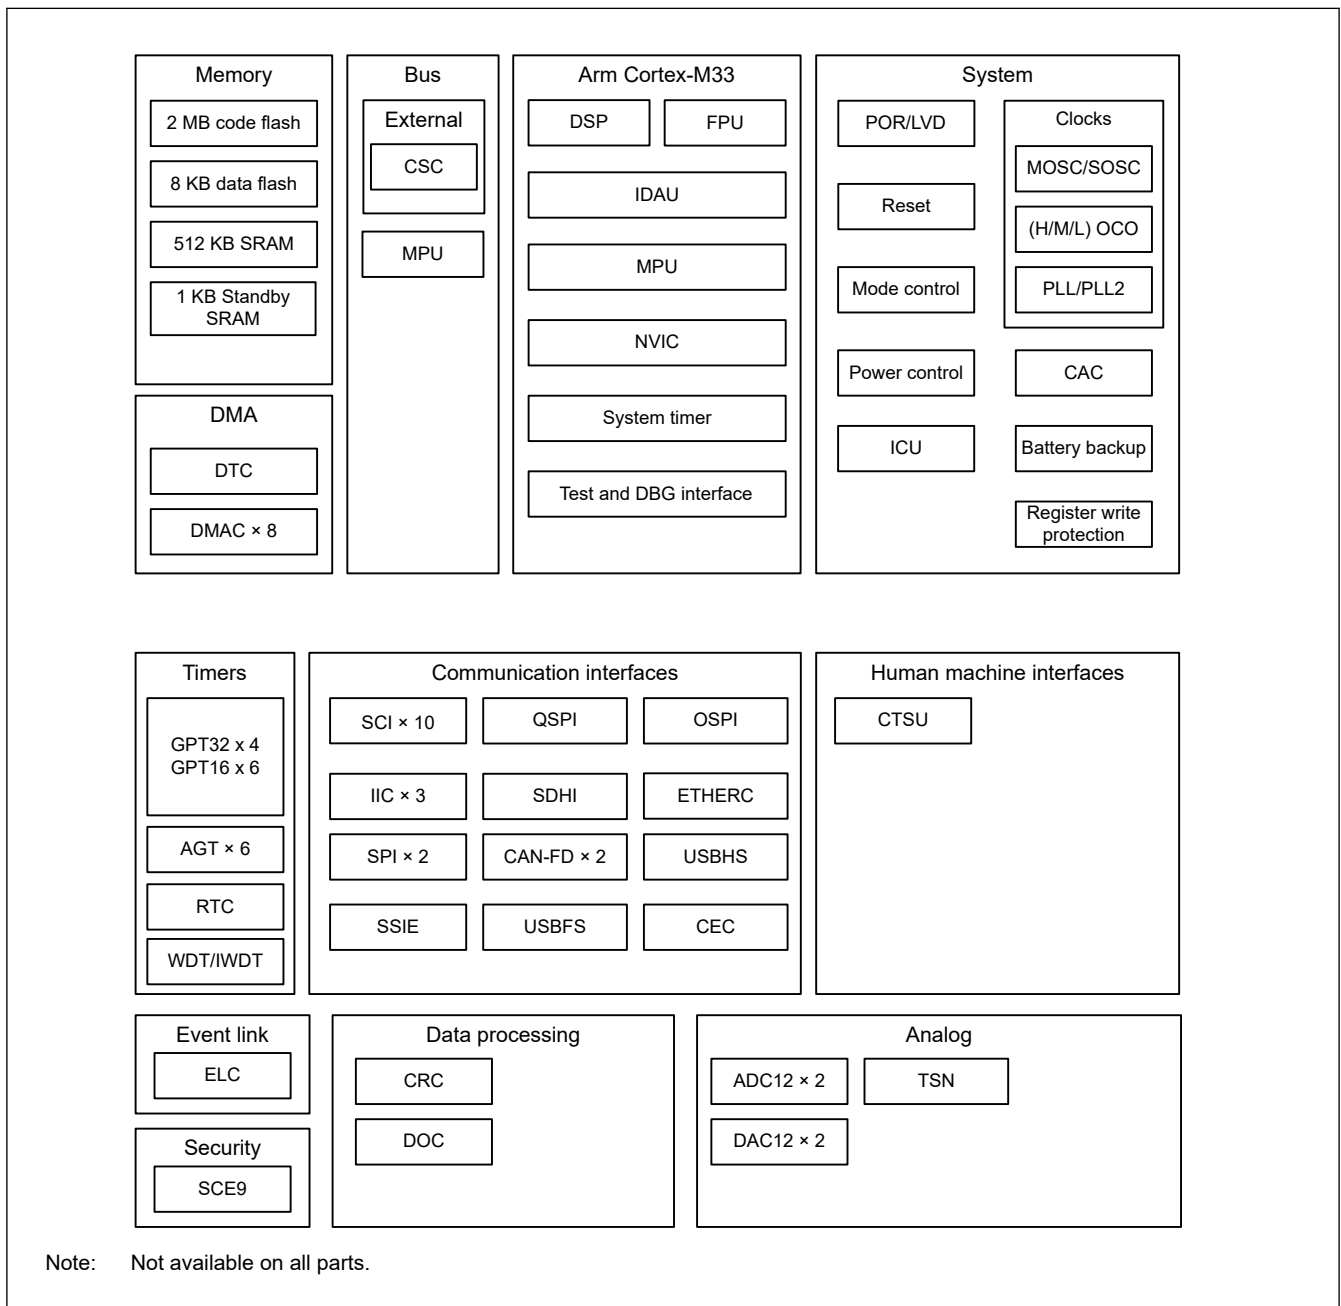 Memory
2 MB code flash
8 KB data flash
512 KB SRAM
1 KB Standby
SRAM
DMA
DTC
DMAC × 8
Bus
External
CSC
MPU
Arm Cortex-M33
DSP
FPU
IDAU
MPU
NVIC
System timer
Test and DBG interface
System
POR/LVD
Reset
Mode control
Power control
ICU
Clocks
MOSC/SOSC
(H/M/L) OCO
PLL/PLL2
CAC
Battery backup
Register write
protection
Timers
GPT32 x 4
GPT16 x 6
AGT × 6
RTC
WDT/IWDT
Communication interfaces
SCI × 10
QSPI
OSPI
IIC × 3
SDHI
ETHERC
SPI × 2
CAN-FD × 2
USBHS
SSIE
USBFS
CEC
Human machine interfaces
CTSU
Event link
ELC
Security
SCE9
Data processing
CRC
DOC
Analog
ADC12 × 2
TSN
DAC12 × 2
Note: Not available on all parts.